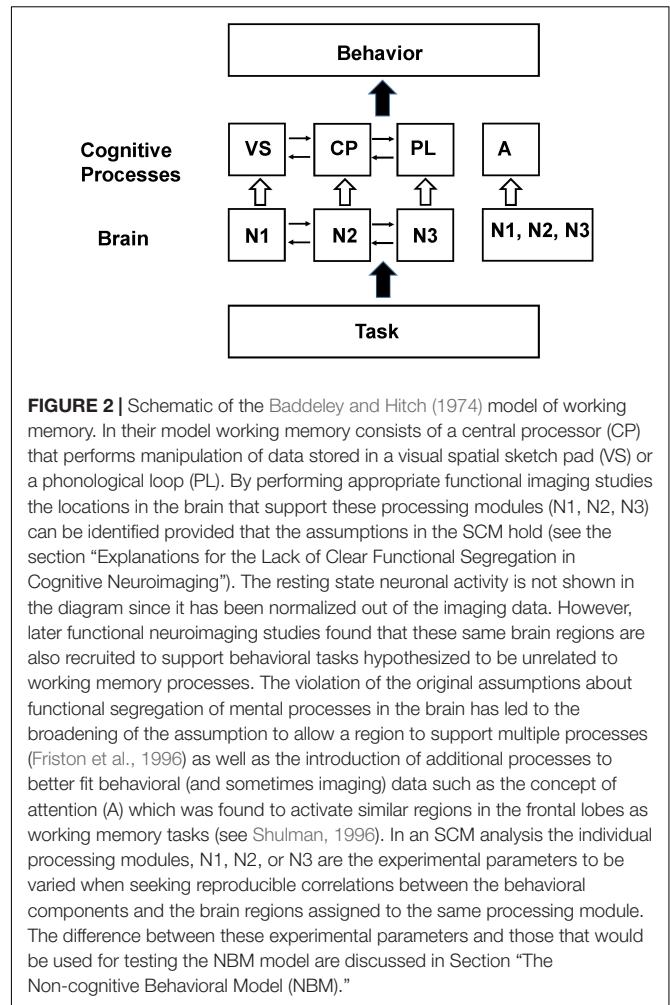 Behavior
Cognitive
Processes
VS
CP
PL
A
Brain
N1
N2
N3
N1, N2, N3
Task
FIGURE 2 | Schematic of the Baddeley and Hitch (1974) model of working
memory. In their model working memory consists of a central processor (CP)
that performs manipulation of data stored in a visual spatial sketch pad (VS) or
a phonological loop (PL). By performing appropriate functional imaging studies
the locations in the brain that support these processing modules (N1, N2, N3)
can be identified provided that the assumptions in the SCM hold (see the
section “Explanations for the Lack of Clear Functional Segregation in
Cognitive Neuroimaging”). The resting state neuronal activity is not shown in
the diagram since it has been normalized out of the imaging data. However,
later functional neuroimaging studies found that these same brain regions are
also recruited to support behavioral tasks hypothesized to be unrelated to
working memory processes. The violation of the original assumptions about
functional segregation of mental processes in the brain has led to the
broadening of the assumption to allow a region to support multiple processes
(Friston et al., 1996) as well as the introduction of additional processes to
better fit behavioral (and sometimes imaging) data such as the concept of
attention (A) which was found to activate similar regions in the frontal lobes as
working memory tasks (see Shulman, 1996). In an SCM analysis the individual
processing modules, N1, N2, or N3 are the experimental parameters to be
varied when seeking reproducible correlations between the behavioral
components and the brain regions assigned to the same processing module.
The difference between these experimental parameters and those that would
be used for testing the NBM model are discussed in Section “The
Non-cognitive Behavioral Model (NBM).”